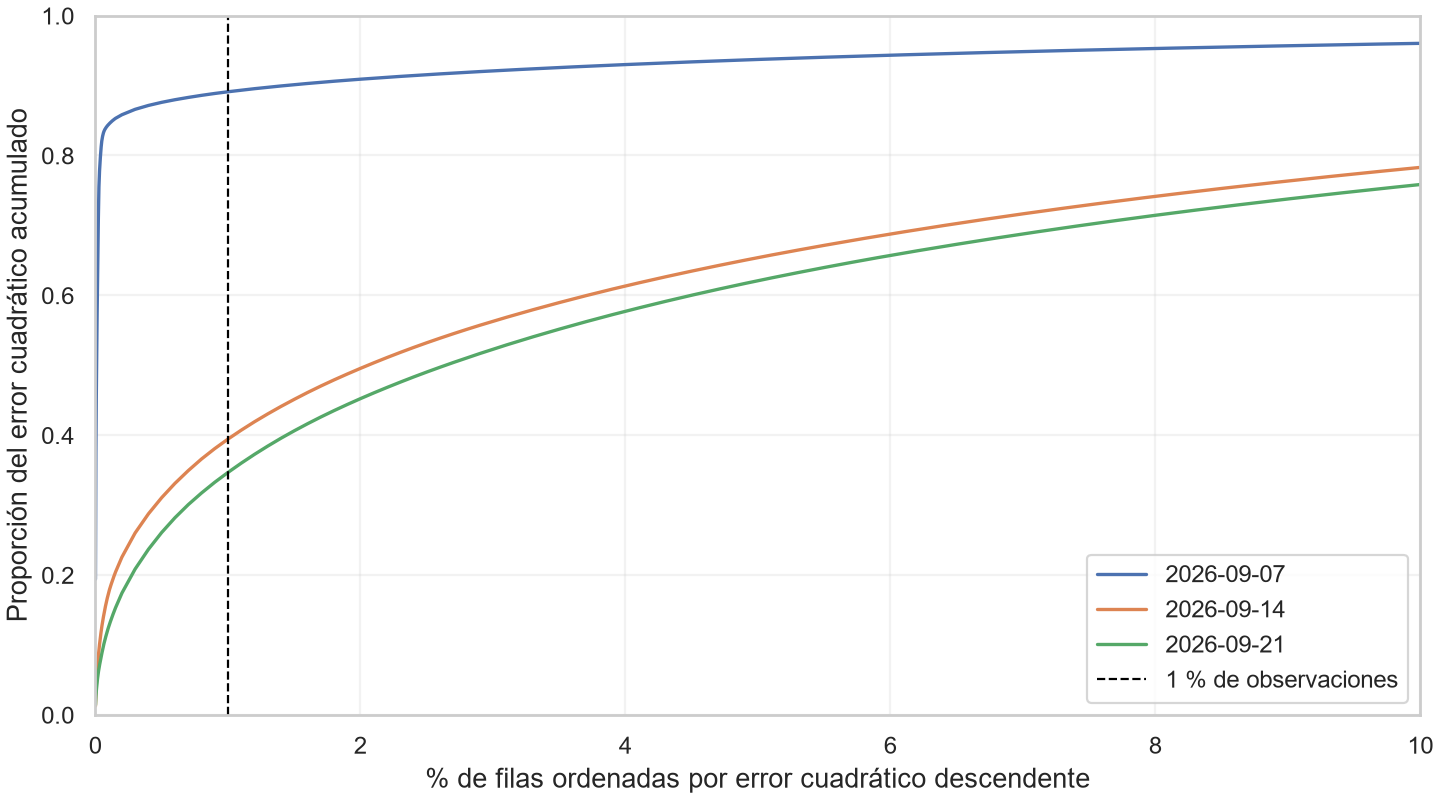 1.0
0.8
0.6
0.4
0.2
0.0
Proporción del error cuadrático acumulado
0 2 4 6 8 10
% de filas ordenadas por error cuadrático descendente
2026-09-07
2026-09-14
2026-09-21
1 % de observaciones